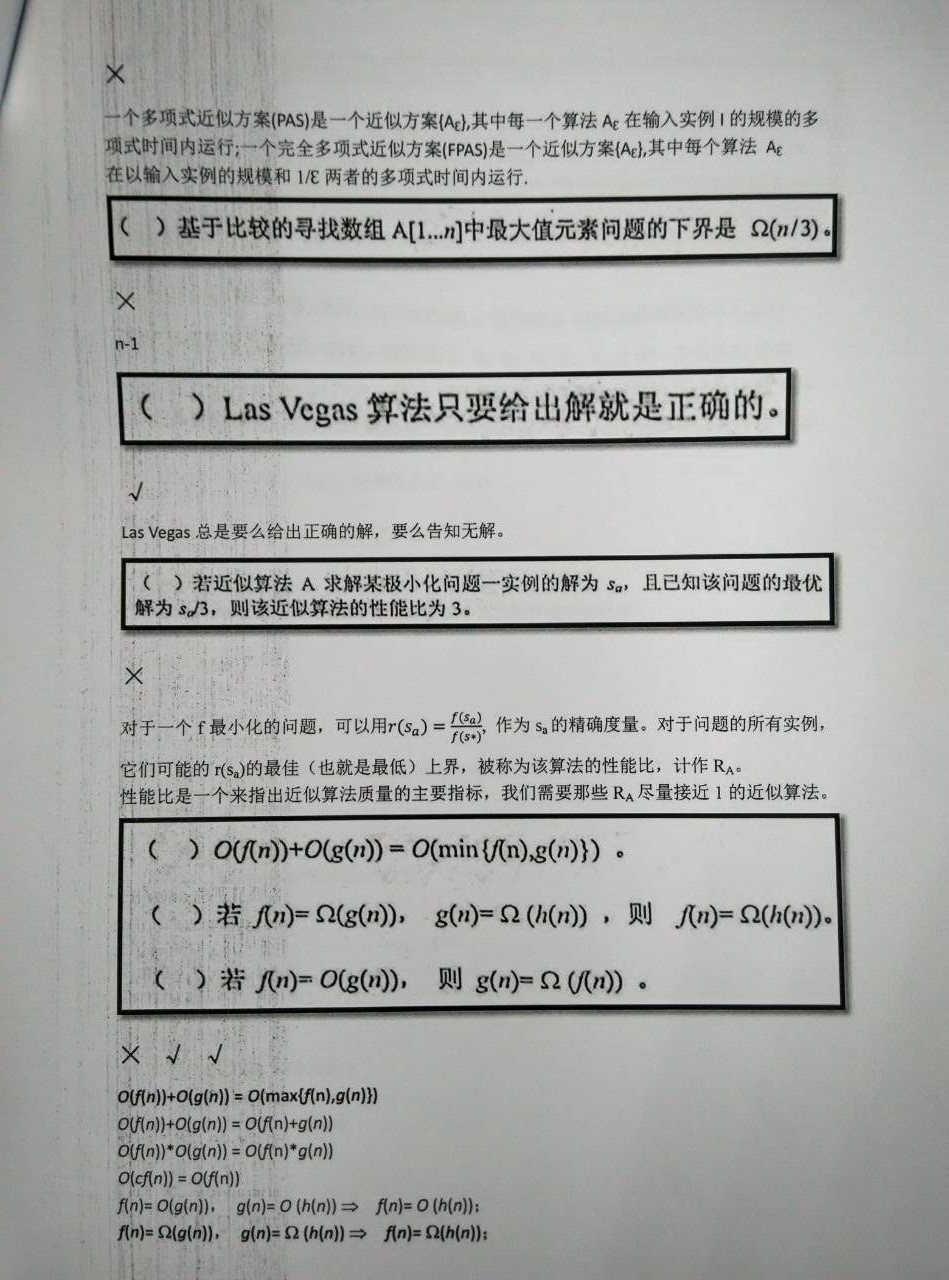 ×
一个多项式近似方案(PAS)是一个近似方案{Aε},其中每一个算法 Aε 在输入实例 I 的规模的多
项式时间内运行;一个完全多项式近似方案(FPAS)是一个近似方案{Aε},其中每个算法 Aε
在以输入实例的规模和 1/ε 两者的多项式时间内运行.
( )基于比较的寻找数组 A[1...n]中最大值元素问题的下界是 Ω(n/3)。
×
n-1
( )Las Vegas 算法只要给出解就是正确的。
√
Las Vegas 总是要么给出正确的解，要么告知无解。
( )若近似算法 A 求解某极小化问题一实例的解为 sₐ，且已知该问题的最优
解为 sₐ/3，则该近似算法的性能比为 3。
×
对于一个 f 最小化的问题，可以用r(sₐ) = f(sₐ)/f(s*)，作为 sₐ 的精确度量。对于问题的所有实例，
它们可能的 r(sₐ)的最佳（也就是最低）上界，被称为该算法的性能比，计作 R_A。
性能比是一个来指出近似算法质量的主要指标，我们需要那些 R_A 尽量接近 1 的近似算法。
( )O(f(n))+O(g(n)) = O(min{f(n),g(n)})。
( )若 f(n)= Ω(g(n))， g(n)= Ω (h(n))，则 f(n)= Ω(h(n))。
( )若 f(n)= O(g(n))， 则 g(n)= Ω (f(n))。
× √ √
O(f(n))+O(g(n)) = O(max{f(n),g(n)})
O(f(n))+O(g(n)) = O(f(n)+g(n))
O(f(n))*O(g(n)) = O(f(n)*g(n))
O(cf(n)) = O(f(n))
f(n)= O(g(n))， g(n)= O (h(n)) ⇒ f(n)= O (h(n))；
f(n)= Ω(g(n))， g(n)= Ω (h(n)) ⇒ f(n)= Ω(h(n))；